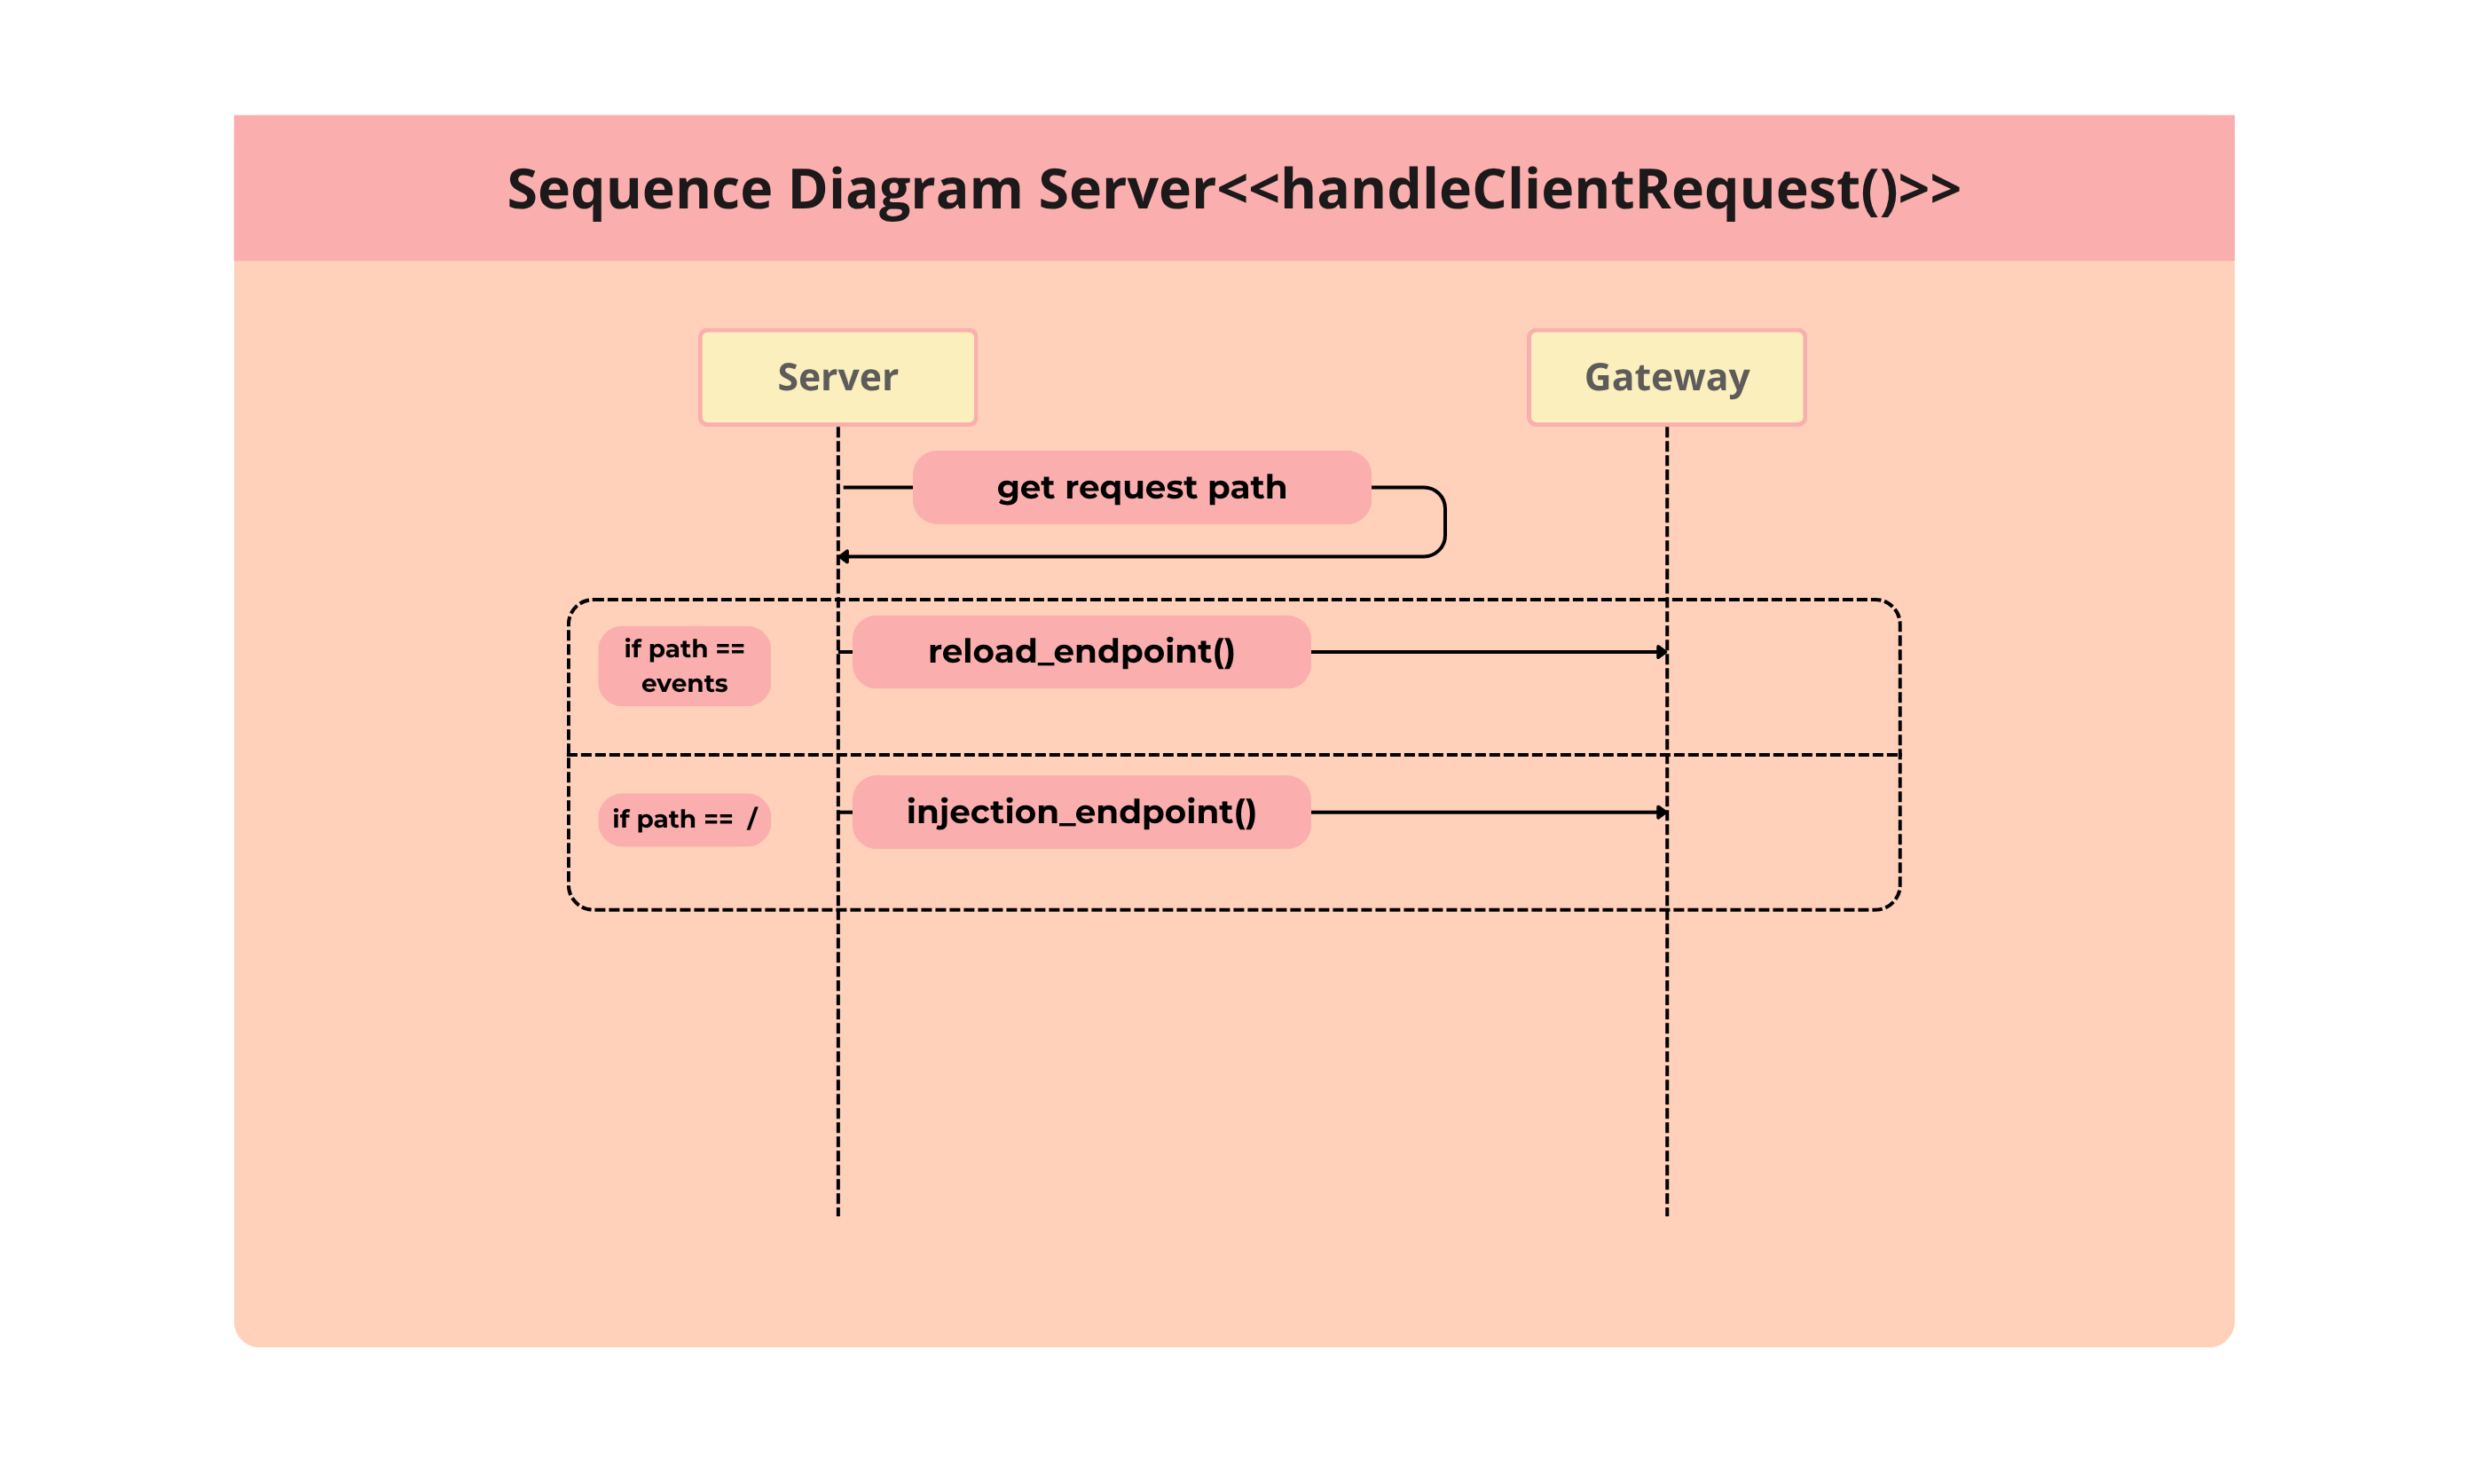 Sequence Diagram Server<<handleClientRequest()>>
Server
Gateway
get request path
if path ==
events
reload_endpoint()
if path == /
injection_endpoint()